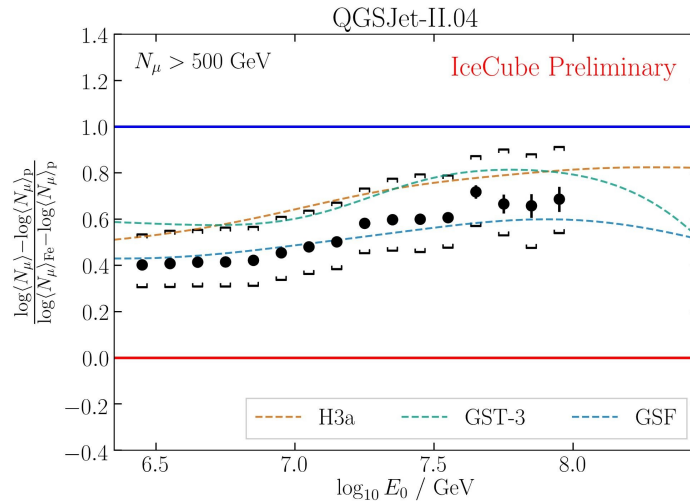 QGSJet-II.04
N_μ > 500 GeV
IceCube Preliminary
1.4
1.2
1.0
0.8
0.6
0.4
0.2
0.0
−0.2
−0.4
log⟨N_μ⟩−log⟨N_μ⟩_p
log⟨N_μ⟩_Fe−log⟨N_μ⟩_p
H3a GST-3 GSF
6.5 7.0 7.5 8.0
log₁₀ E₀ / GeV